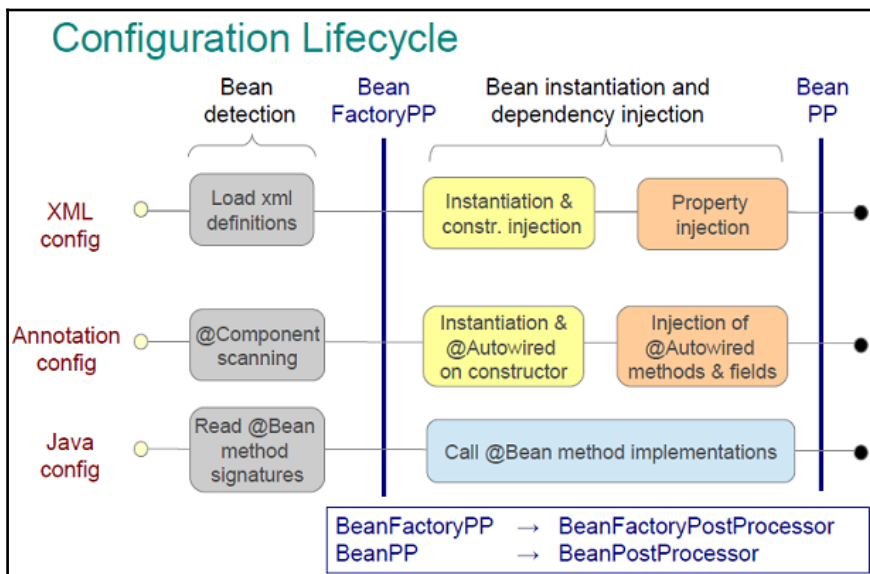 Configuration Lifecycle
Bean
detection
Bean
FactoryPP
Bean instantiation and
dependency injection
Bean
PP
XML
config
Load xml
definitions
Instantiation &
constr. injection
Property
injection
Annotation
config
@Component
scanning
Instantiation &
@Autowired
on constructor
Injection of
@Autowired
methods & fields
Java
config
Read @Bean
method
signatures
Call @Bean method implementations
BeanFactoryPP → BeanFactoryPostProcessor
BeanPP → BeanPostProcessor